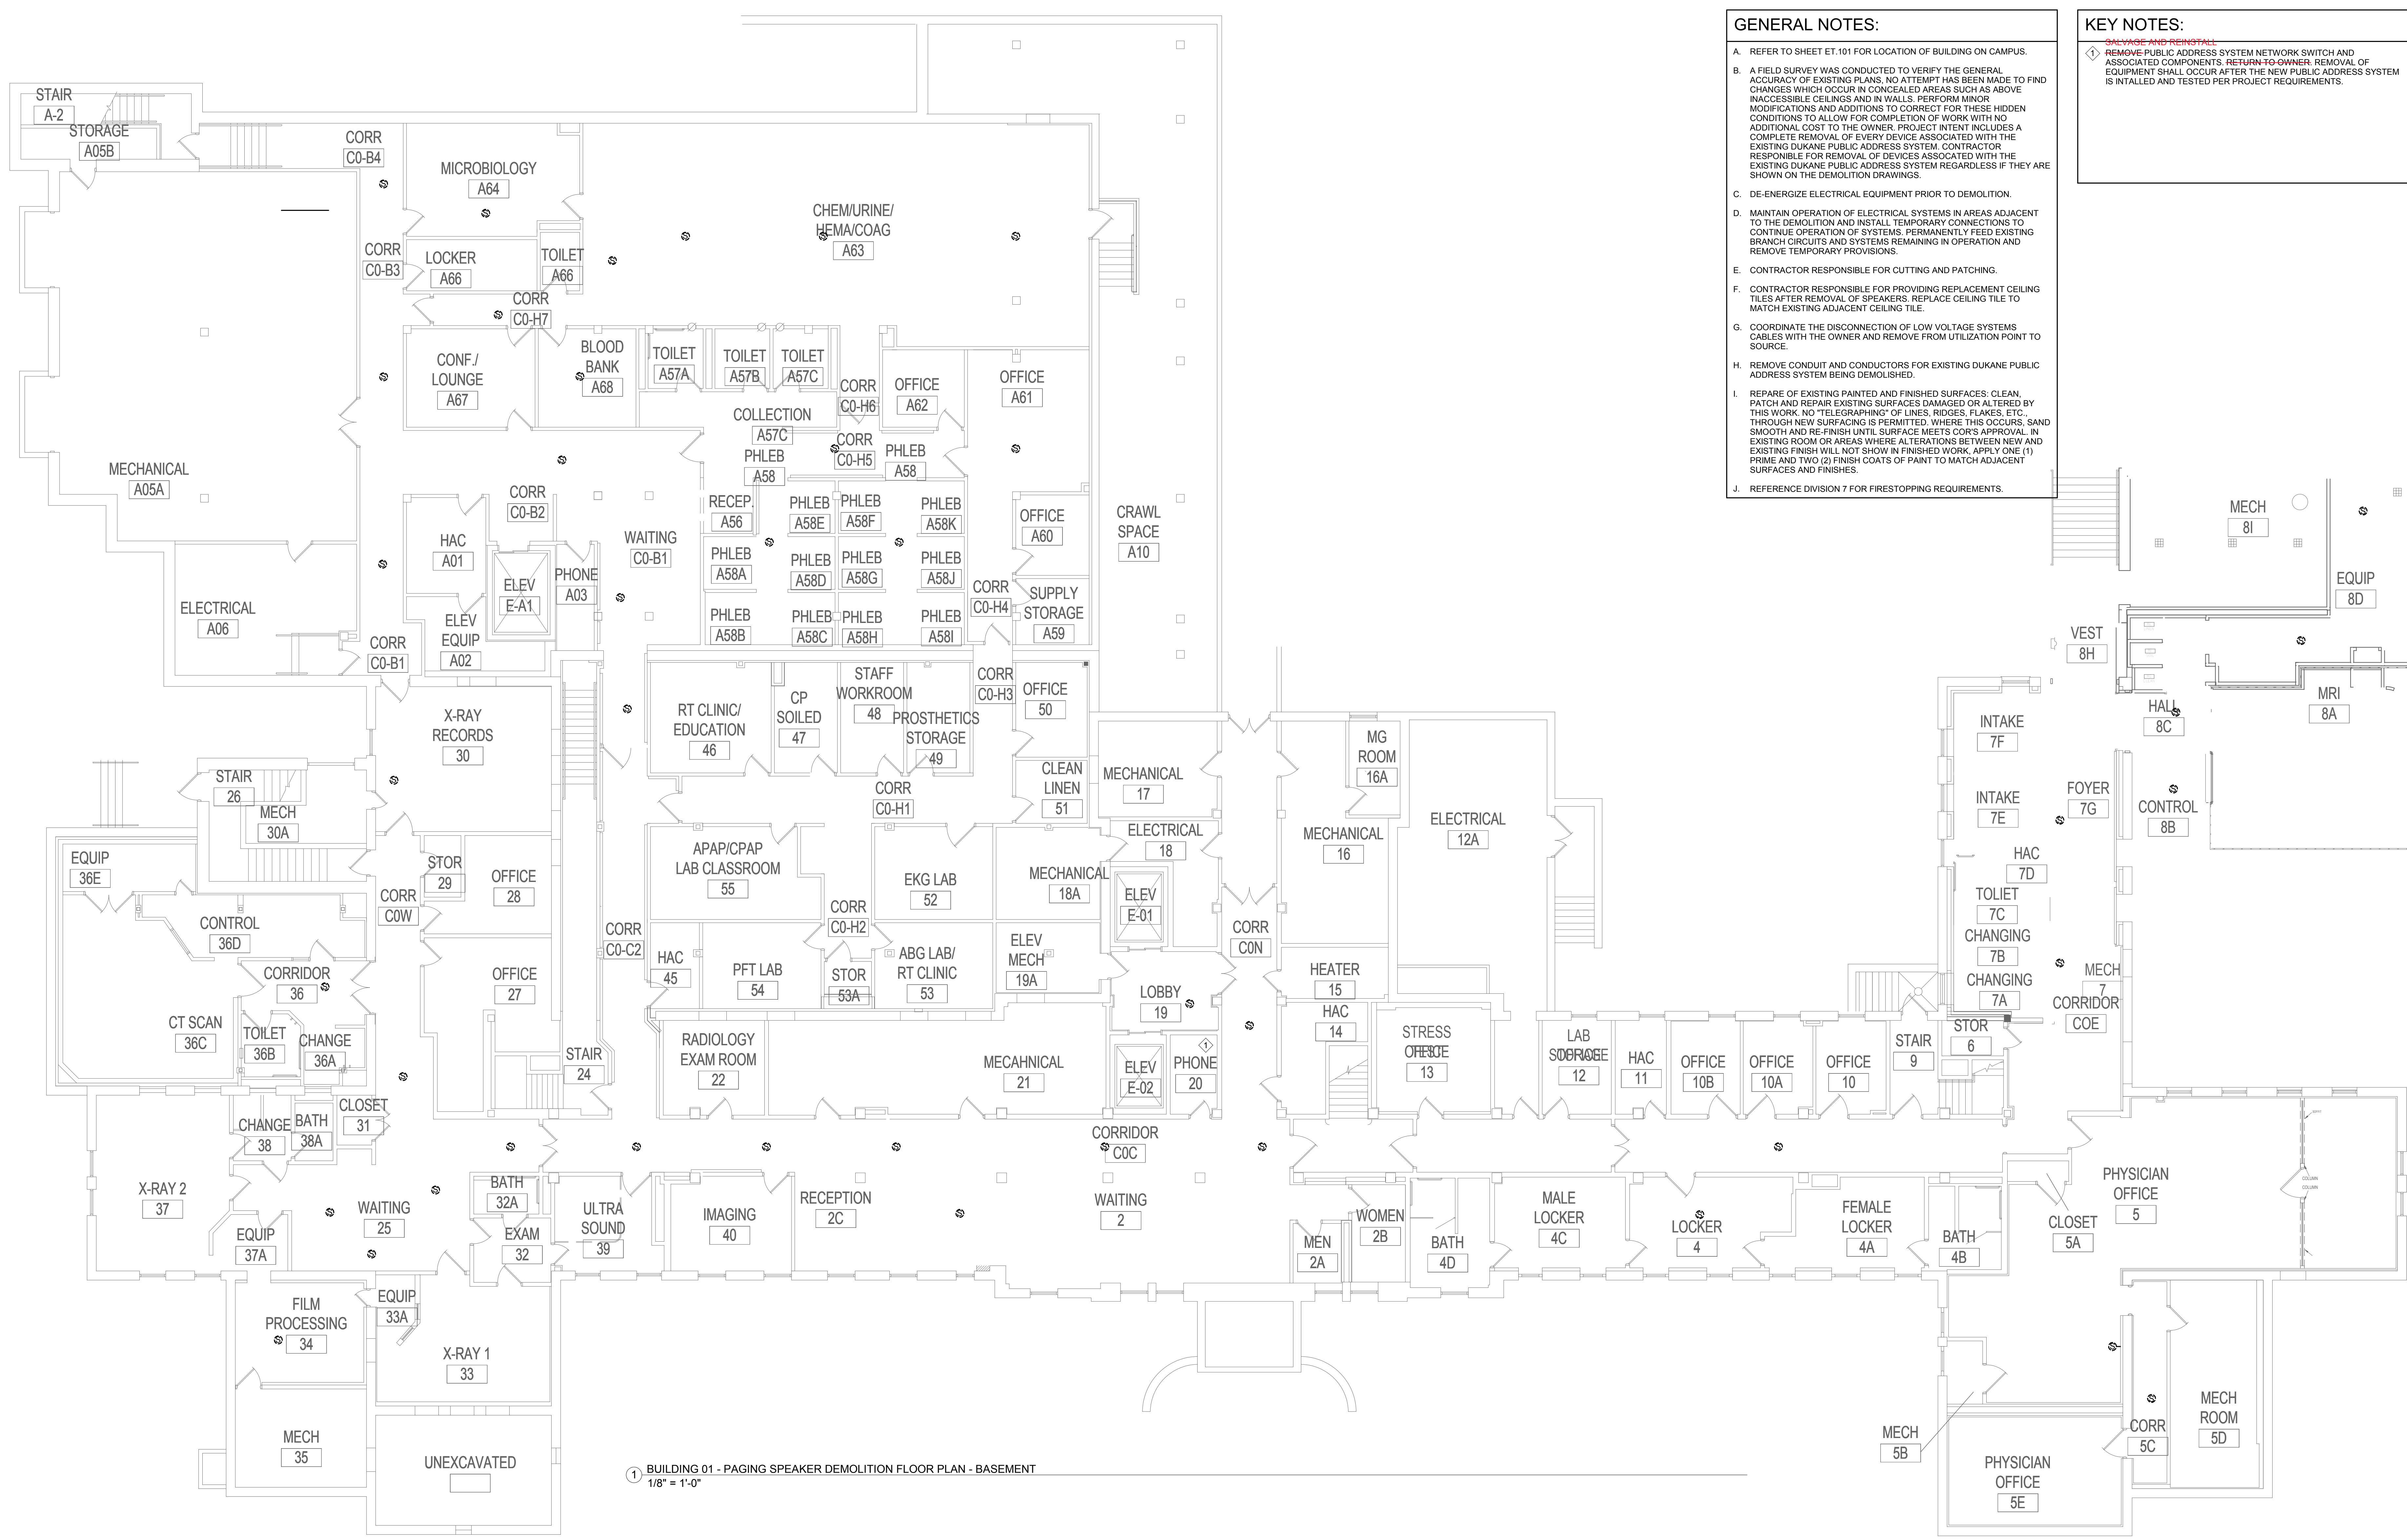 GENERAL NOTES:
A. REFER TO SHEET ET.101 FOR LOCATION OF BUILDING ON CAMPUS.
B. A FIELD SURVEY WAS CONDUCTED TO VERIFY THE GENERAL
ACCURACY OF EXISTING PLANS, NO ATTEMPT HAS BEEN MADE TO FIND
CHANGES WHICH OCCUR IN CONCEALED AREAS SUCH AS ABOVE
INACCESSIBLE CEILINGS AND IN WALLS. PERFORM MINOR
MODIFICATIONS AND ADDITIONS TO CORRECT FOR THESE HIDDEN
CONDITIONS TO ALLOW FOR COMPLETION OF WORK WITH NO
ADDITIONAL COST TO THE OWNER. PROJECT INTENT INCLUDES A
COMPLETE REMOVAL OF EVERY DEVICE ASSOCIATED WITH THE
EXISTING DUKANE PUBLIC ADDRESS SYSTEM. CONTRACTOR
RESPONIBLE FOR REMOVAL OF DEVICES ASSOCATED WITH THE
EXISTING DUKANE PUBLIC ADDRESS SYSTEM REGARDLESS IF THEY ARE
SHOWN ON THE DEMOLITION DRAWINGS.
C. DE-ENERGIZE ELECTRICAL EQUIPMENT PRIOR TO DEMOLITION.
D. MAINTAIN OPERATION OF ELECTRICAL SYSTEMS IN AREAS ADJACENT
TO THE DEMOLITION AND INSTALL TEMPORARY CONNECTIONS TO
CONTINUE OPERATION OF SYSTEMS. PERMANENTLY FEED EXISTING
BRANCH CIRCUITS AND SYSTEMS REMAINING IN OPERATION AND
REMOVE TEMPORARY PROVISIONS.
E. CONTRACTOR RESPONSIBLE FOR CUTTING AND PATCHING.
F. CONTRACTOR RESPONSIBLE FOR PROVIDING REPLACEMENT CEILING
TILES AFTER REMOVAL OF SPEAKERS. REPLACE CEILING TILE TO
MATCH EXISTING ADJACENT CEILING TILE.
G. COORDINATE THE DISCONNECTION OF LOW VOLTAGE SYSTEMS
CABLES WITH THE OWNER AND REMOVE FROM UTILIZATION POINT TO
SOURCE.
H. REMOVE CONDUIT AND CONDUCTORS FOR EXISTING DUKANE PUBLIC
ADDRESS SYSTEM BEING DEMOLISHED.
I. REPARE OF EXISTING PAINTED AND FINISHED SURFACES: CLEAN,
PATCH AND REPAIR EXISTING SURFACES DAMAGED OR ALTERED BY
THIS WORK. NO "TELEGRAPHING" OF LINES, RIDGES, FLAKES, ETC.,
THROUGH NEW SURFACING IS PERMITTED. WHERE THIS OCCURS, SAND
SMOOTH AND RE-FINISH UNTIL SURFACE MEETS COR'S APPROVAL. IN
EXISTING ROOM OR AREAS WHERE ALTERATIONS BETWEEN NEW AND
EXISTING FINISH WILL NOT SHOW IN FINISHED WORK, APPLY ONE (1)
PRIME AND TWO (2) FINISH COATS OF PAINT TO MATCH ADJACENT
SURFACES AND FINISHES.
J. REFERENCE DIVISION 7 FOR FIRESTOPPING REQUIREMENTS.
KEY NOTES:
SALVAGE AND REINSTALL
1 REMOVE PUBLIC ADDRESS SYSTEM NETWORK SWITCH AND
ASSOCIATED COMPONENTS. RETURN TO OWNER. REMOVAL OF
EQUIPMENT SHALL OCCUR AFTER THE NEW PUBLIC ADDRESS SYSTEM
IS INTALLED AND TESTED PER PROJECT REQUIREMENTS.
STAIR
A-2
STORAGE
A05B
CORR
C0-B4
MICROBIOLOGY
A64
CHEM/URINE/
HEMA/COAG
A63
CORR
C0-B3
LOCKER
A66
TOILET
A66
CORR
C0-H7
CONF./
LOUNGE
A67
BLOOD
BANK
A68
TOILET
A57A
TOILET
A57B
TOILET
A57C
CORR
C0-H6
OFFICE
A62
OFFICE
A61
COLLECTION
A57C
CORR
C0-H5
PHLEB
A58
PHLEB
A58
MECHANICAL
A05A
CORR
C0-B2
RECEP.
A56
PHLEB
A58E
PHLEB
A58F
PHLEB
A58K
OFFICE
A60
CRAWL
SPACE
A10
HAC
A01
WAITING
C0-B1
PHLEB
A58A
PHLEB
A58D
PHLEB
A58G
PHLEB
A58J
ELEV
E-A1
PHONE
A03
CORR
C0-H4
SUPPLY
STORAGE
A59
ELECTRICAL
A06
ELEV
EQUIP
A02
PHLEB
A58B
PHLEB
A58C
PHLEB
A58H
PHLEB
A58I
CORR
C0-B1
MECH
8I
EQUIP
8D
VEST
8H
MRI
8A
HALL
8C
X-RAY
RECORDS
30
RT CLINIC/
EDUCATION
46
CP
SOILED
47
STAFF
WORKROOM
48
PROSTHETICS
STORAGE
49
CORR
C0-H3
OFFICE
50
MG
ROOM
16A
INTAKE
7F
STAIR
26
MECH
30A
CORR
C0-H1
CLEAN
LINEN
51
MECHANICAL
17
INTAKE
7E
FOYER
7G
CONTROL
8B
ELECTRICAL
18
MECHANICAL
16
ELECTRICAL
12A
EQUIP
36E
STOR
29
OFFICE
28
APAP/CPAP
LAB CLASSROOM
55
EKG LAB
52
MECHANICAL
18A
ELEV
E-01
HAC
7D
TOLIET
7C
CONTROL
36D
CORR
C0W
CORR
C0-C2
CORR
C0-H2
CORR
C0N
CHANGING
7B
CORRIDOR
36
OFFICE
27
HAC
45
PFT LAB
54
STOR
53A
ABG LAB/
RT CLINIC
53
ELEV
MECH
19A
LOBBY
19
HEATER
15
CHANGING
7A
MECH
7
CORRIDOR
COE
CT SCAN
36C
TOILET
36B
CHANGE
36A
STAIR
24
RADIOLOGY
EXAM ROOM
22
MECAHNICAL
21
ELEV
E-02
1
PHONE
20
HAC
14
STRESS
13
LAB
STORAGE
OFFICE
12
HAC
11
OFFICE
10B
OFFICE
10A
OFFICE
10
STAIR
9
STOR
6
CHANGE
38
BATH
38A
CLOSET
31
CORRIDOR
C0C
X-RAY 2
37
WAITING
25
BATH
32A
ULTRA
SOUND
39
IMAGING
40
RECEPTION
2C
WAITING
2
WOMEN
2B
MALE
LOCKER
4C
LOCKER
4
FEMALE
LOCKER
4A
PHYSICIAN
OFFICE
5
COLUMN
COLUMN
EQUIP
37A
EXAM
32
MEN
2A
BATH
4D
BATH
4B
CLOSET
5A
FILM
PROCESSING
34
EQUIP
33A
X-RAY 1
33
MECH
35
UNEXCAVATED
MECH
5B
PHYSICIAN
OFFICE
5E
CORR
5C
MECH
ROOM
5D
1 BUILDING 01 - PAGING SPEAKER DEMOLITION FLOOR PLAN - BASEMENT
1/8" = 1'-0"